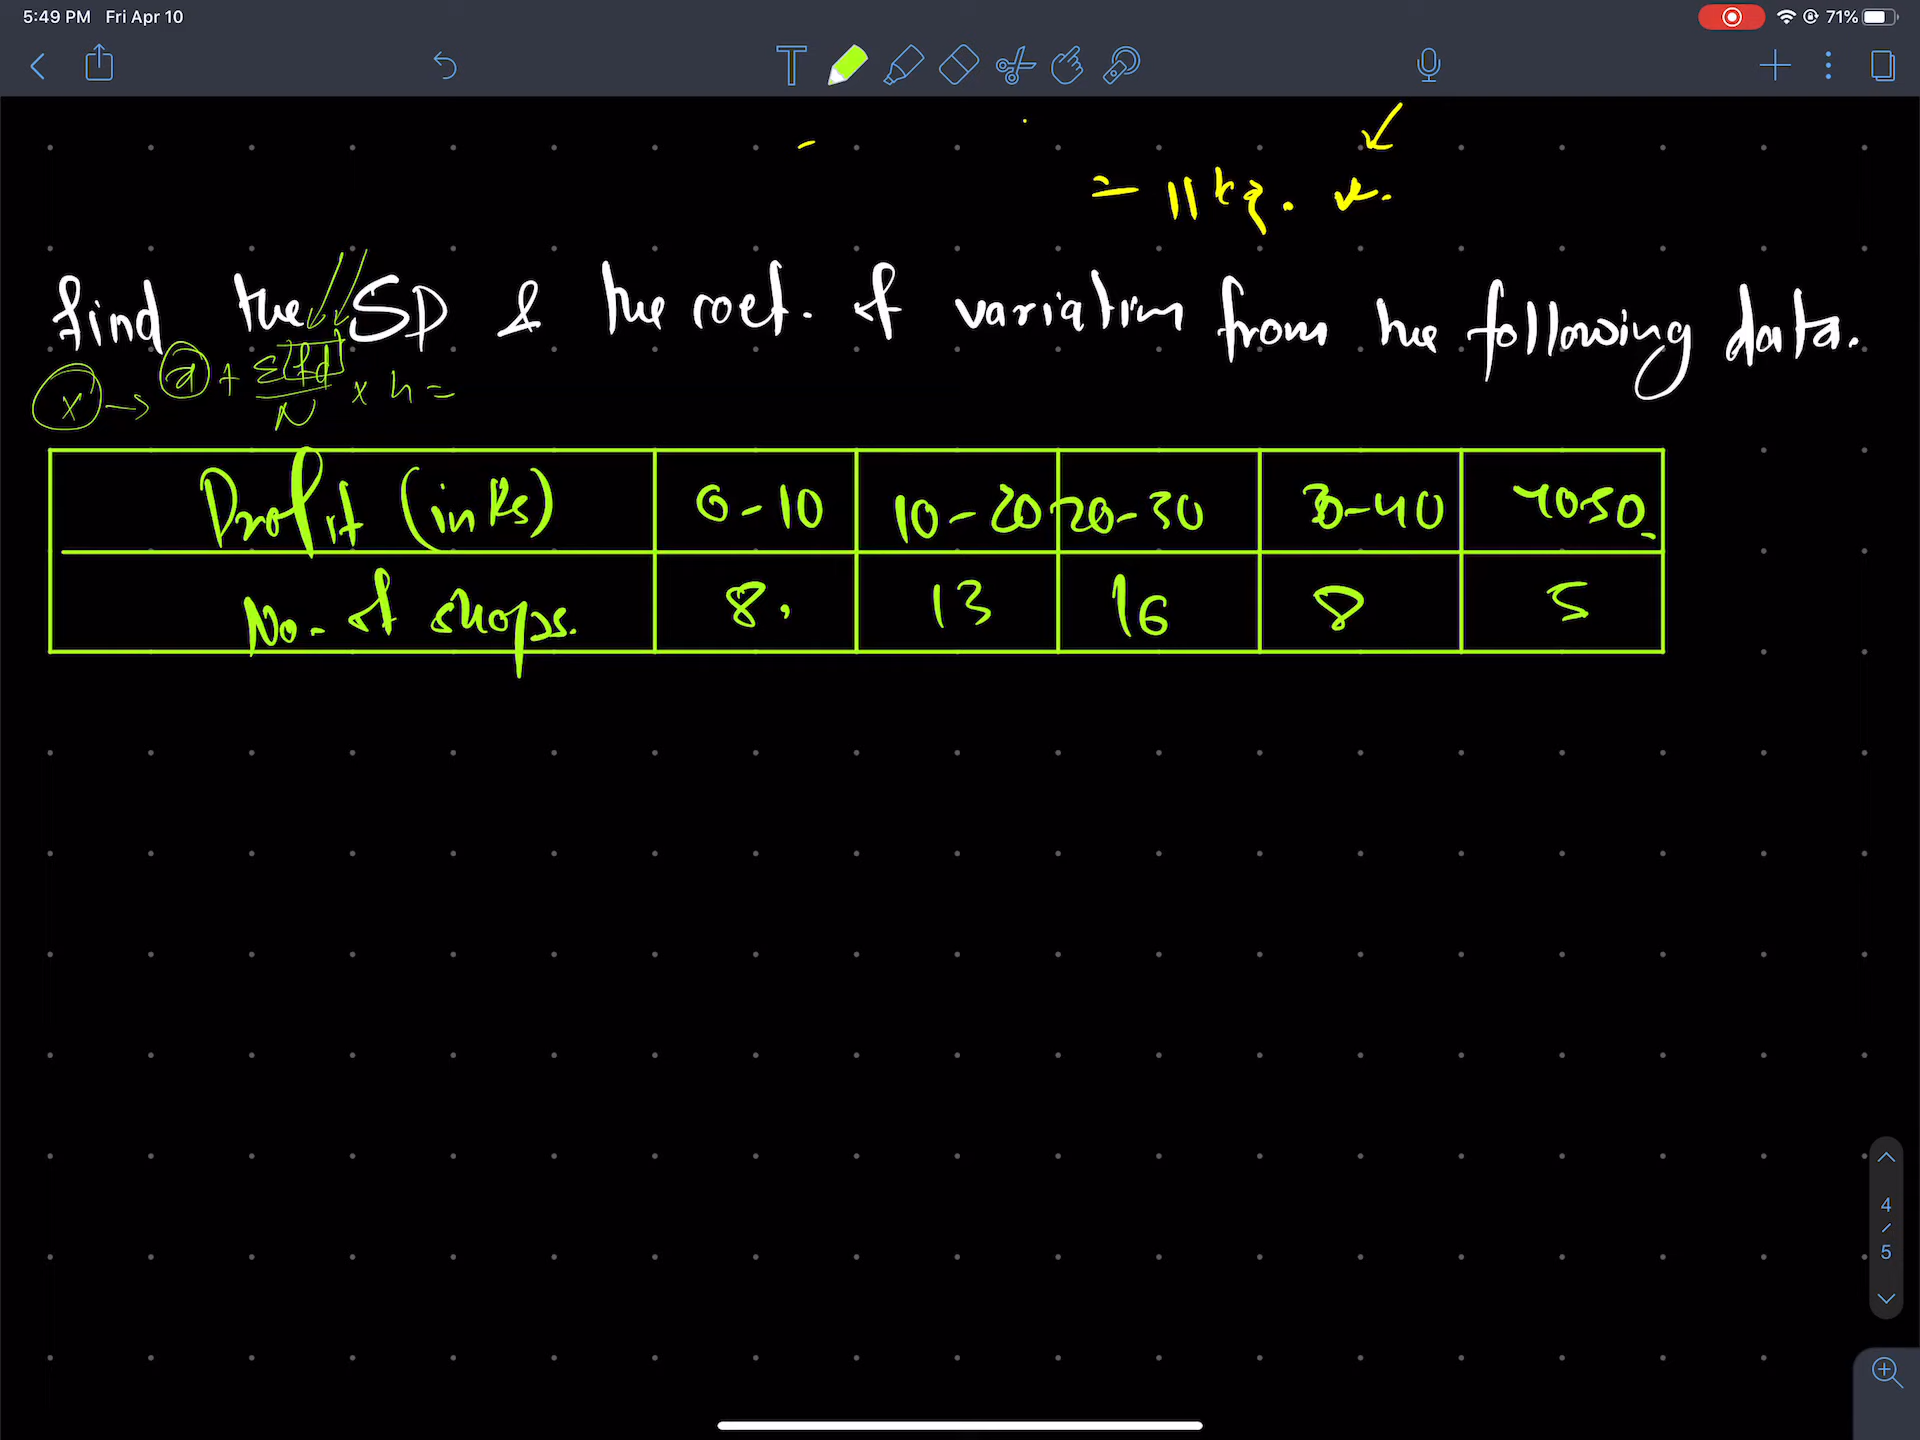 5:49 PM Fri Apr 10 71%
T
= 11 kg.
find the SD & the coef. of variation from the following data.
x → a + Σfd/N × h =
Profit (in Rs) 0-10 10-20 20-30 30-40 40-50
No. of shops. 8 13 16 8 5
4
/
5